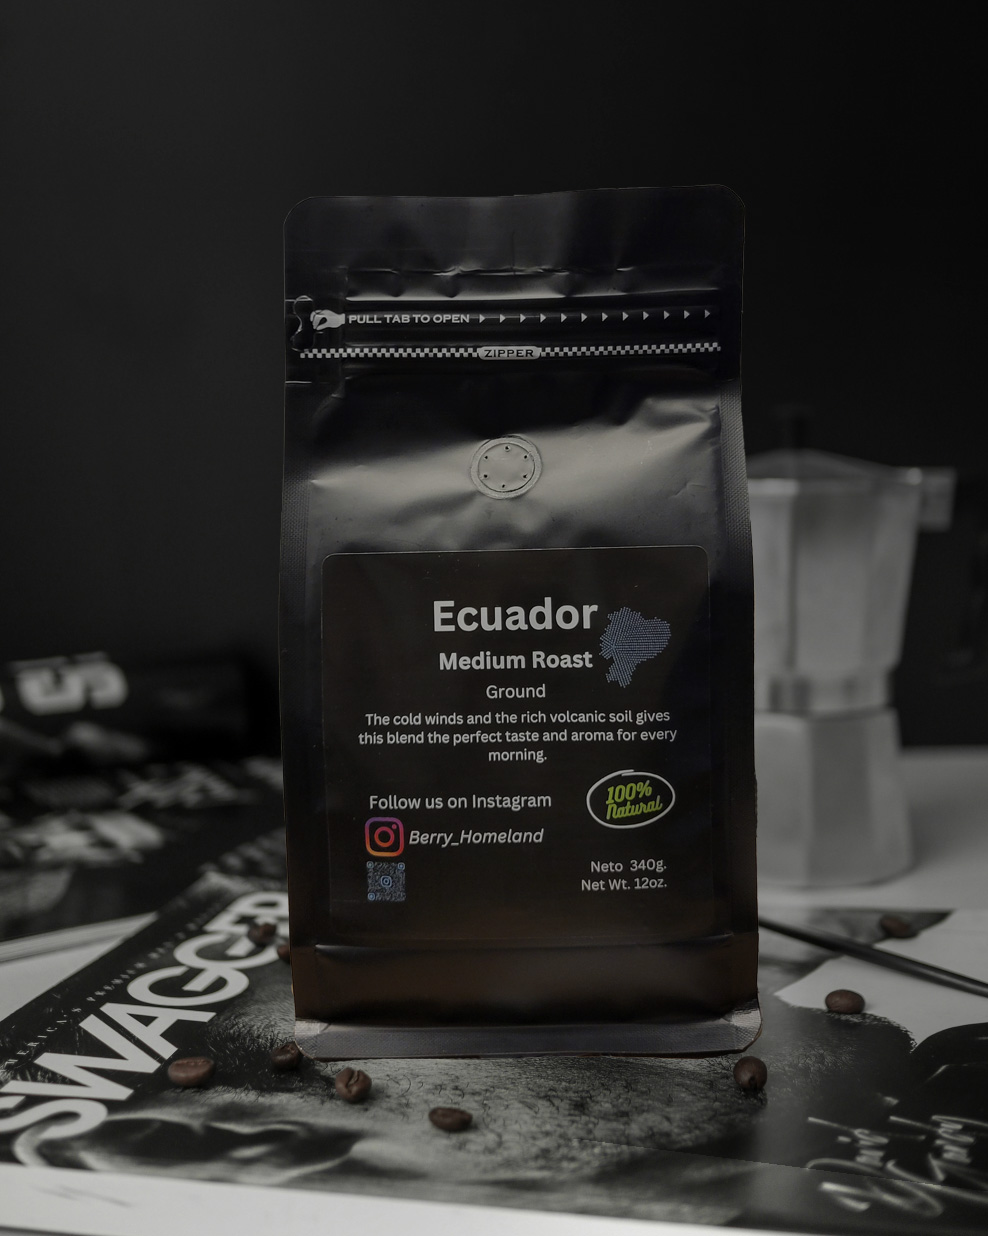 PULL TAB TO OPEN
ZIPPER
Ecuador
Medium Roast
Ground
The cold winds and the rich volcanic soil gives
this blend the perfect taste and aroma for every
morning.
100%
Natural
Follow us on Instagram
Berry_Homeland
Neto 340g.
Net Wt. 12oz.
SWAGGER